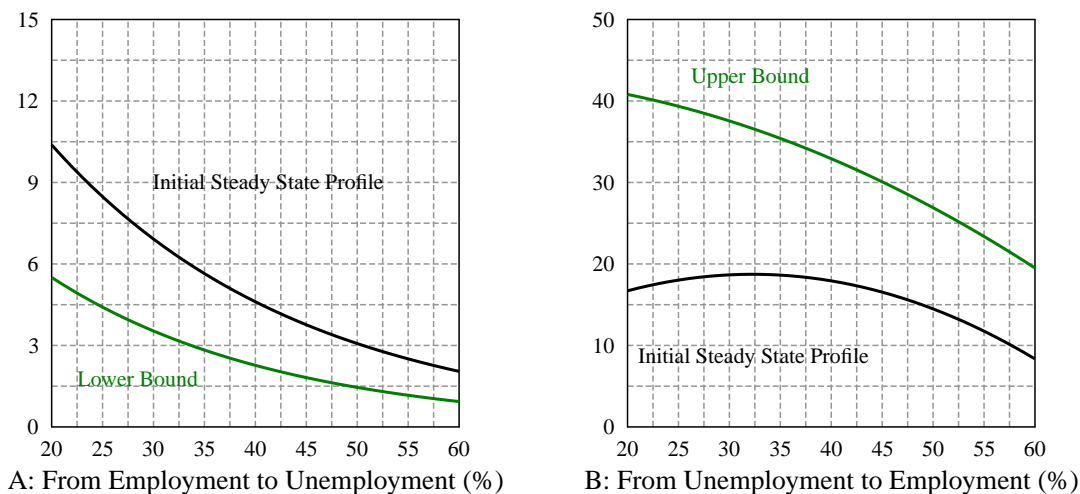 15
12
9
6
3
0
Initial Steady State Profile
Lower Bound
20 25 30 35 40 45 50 55 60
A: From Employment to Unemployment (%)
50
40
30
20
10
0
Upper Bound
Initial Steady State Profile
20 25 30 35 40 45 50 55 60
B: From Unemployment to Employment (%)